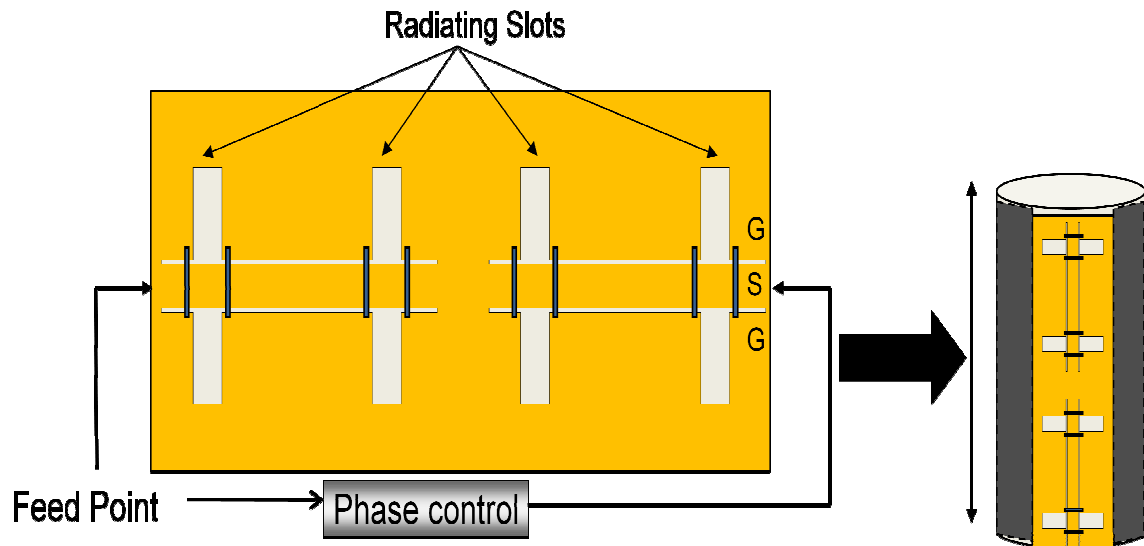 Radiating Slots
G
S
G
Feed Point
Phase control